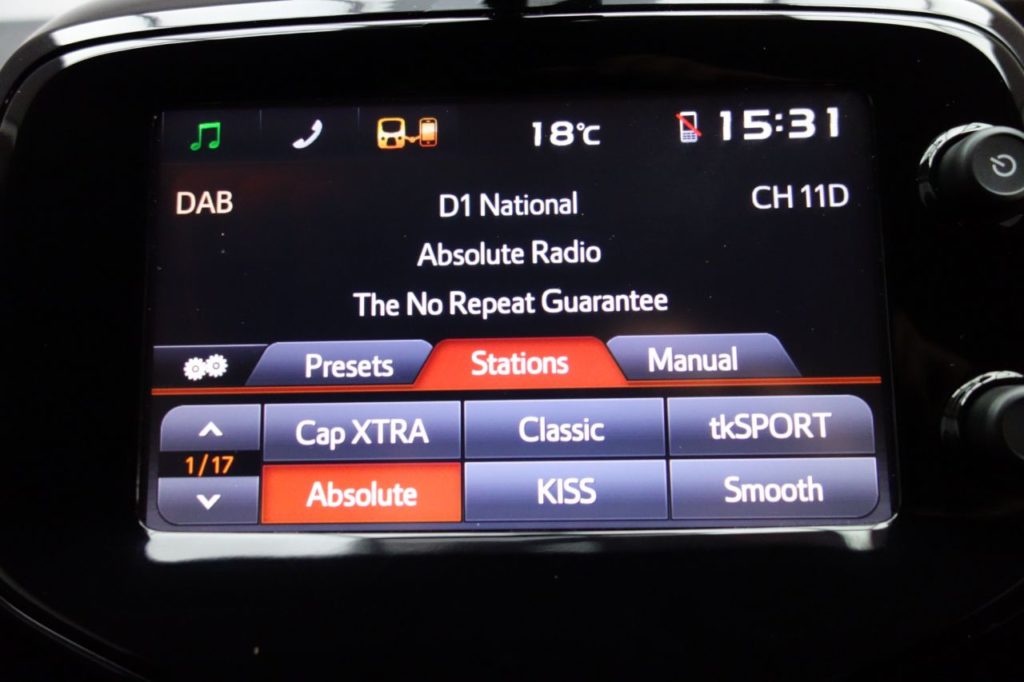 18°C 15:31
DAB D1 National CH 11D
Absolute Radio
The No Repeat Guarantee
Presets Stations Manual
Cap XTRA Classic tkSPORT
1/17
Absolute KISS Smooth